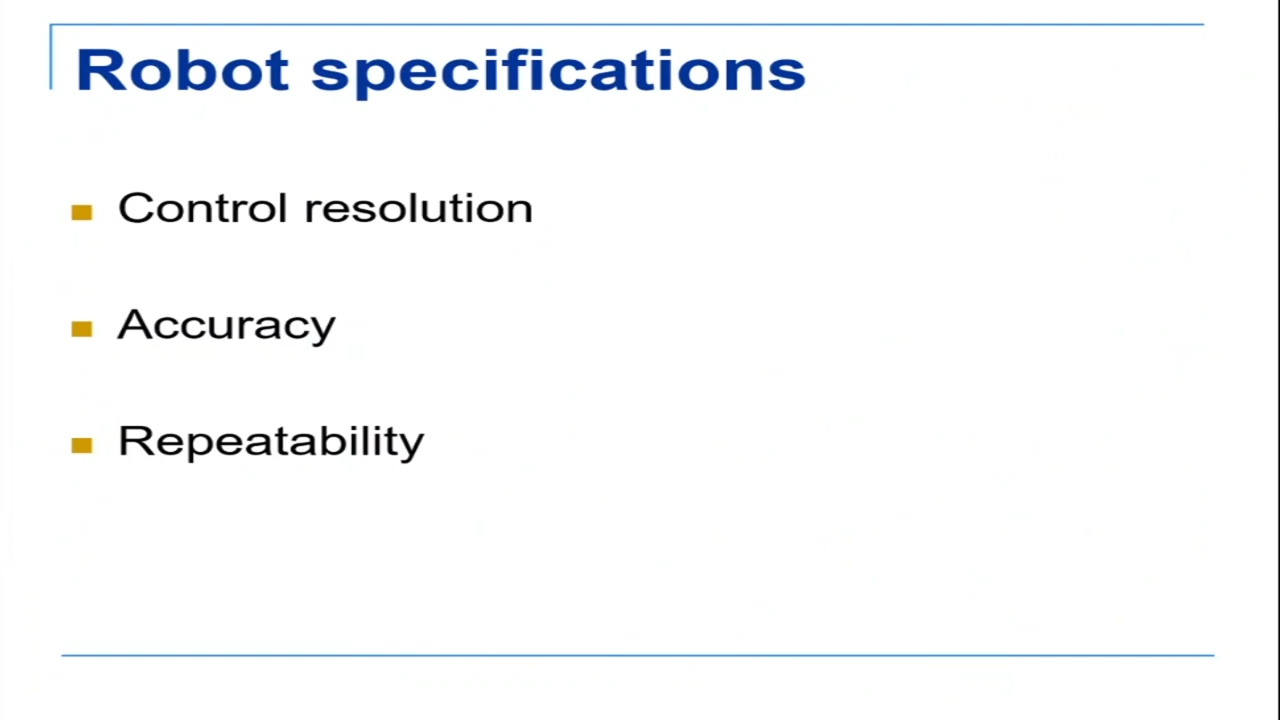 Robot specifications
Control resolution
Accuracy
Repeatability